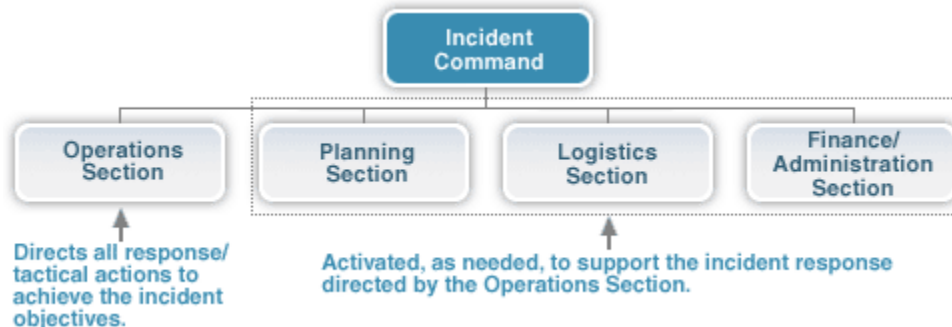 Incident
Command
Operations
Section
Planning
Section
Logistics
Section
Finance/
Administration
Section
Directs all response/
tactical actions to
achieve the incident
objectives.
Activated, as needed, to support the incident response
directed by the Operations Section.